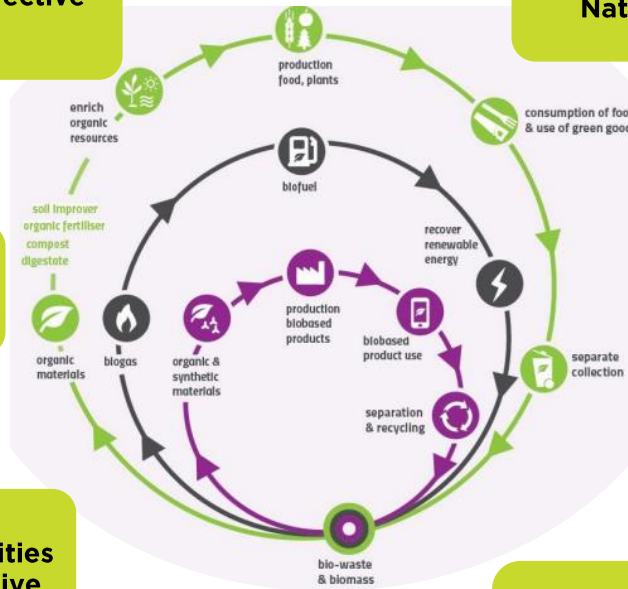 ective
Nat
production
food, plants
enrich
organic
resources
consumption of foo
& use of green good
biofuel
soil improver
organic fertiliser
compost
digestate
recover
renewable
energy
production
biobased
products
biobased
product use
organic
materials
biogas
organic &
synthetic
materials
separate
collection
separation
& recycling
ities
ive
bio-waste
& biomass